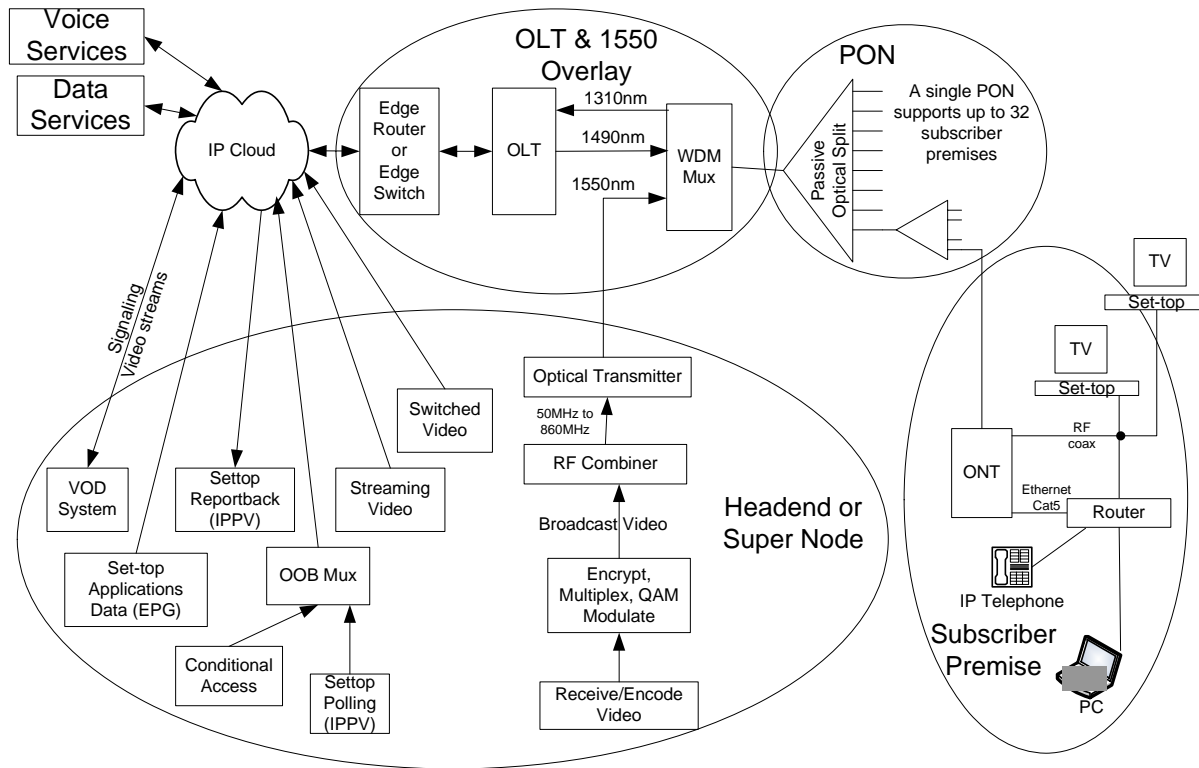 Voice
Services
Data
Services
IP Cloud
OLT & 1550
Overlay
Edge
Router
or
Edge
Switch
OLT
1310nm
1490nm
1550nm
WDM
Mux
PON
A single PON
supports up to 32
subscriber
premises
Passive
Optical Split
Signaling
Video streams
VOD
System
Set-top
Applications
Data (EPG)
Settop
Reportback
(IPPV)
OOB Mux
Conditional
Access
Settop
Polling
(IPPV)
Streaming
Video
Switched
Video
Optical Transmitter
50MHz to
860MHz
RF Combiner
Broadcast Video
Encrypt,
Multiplex, QAM
Modulate
Receive/Encode
Video
Headend or
Super Node
TV
Set-top
TV
Set-top
RF
coax
ONT
Ethernet
Cat5
Router
IP Telephone
Subscriber
Premise
PC